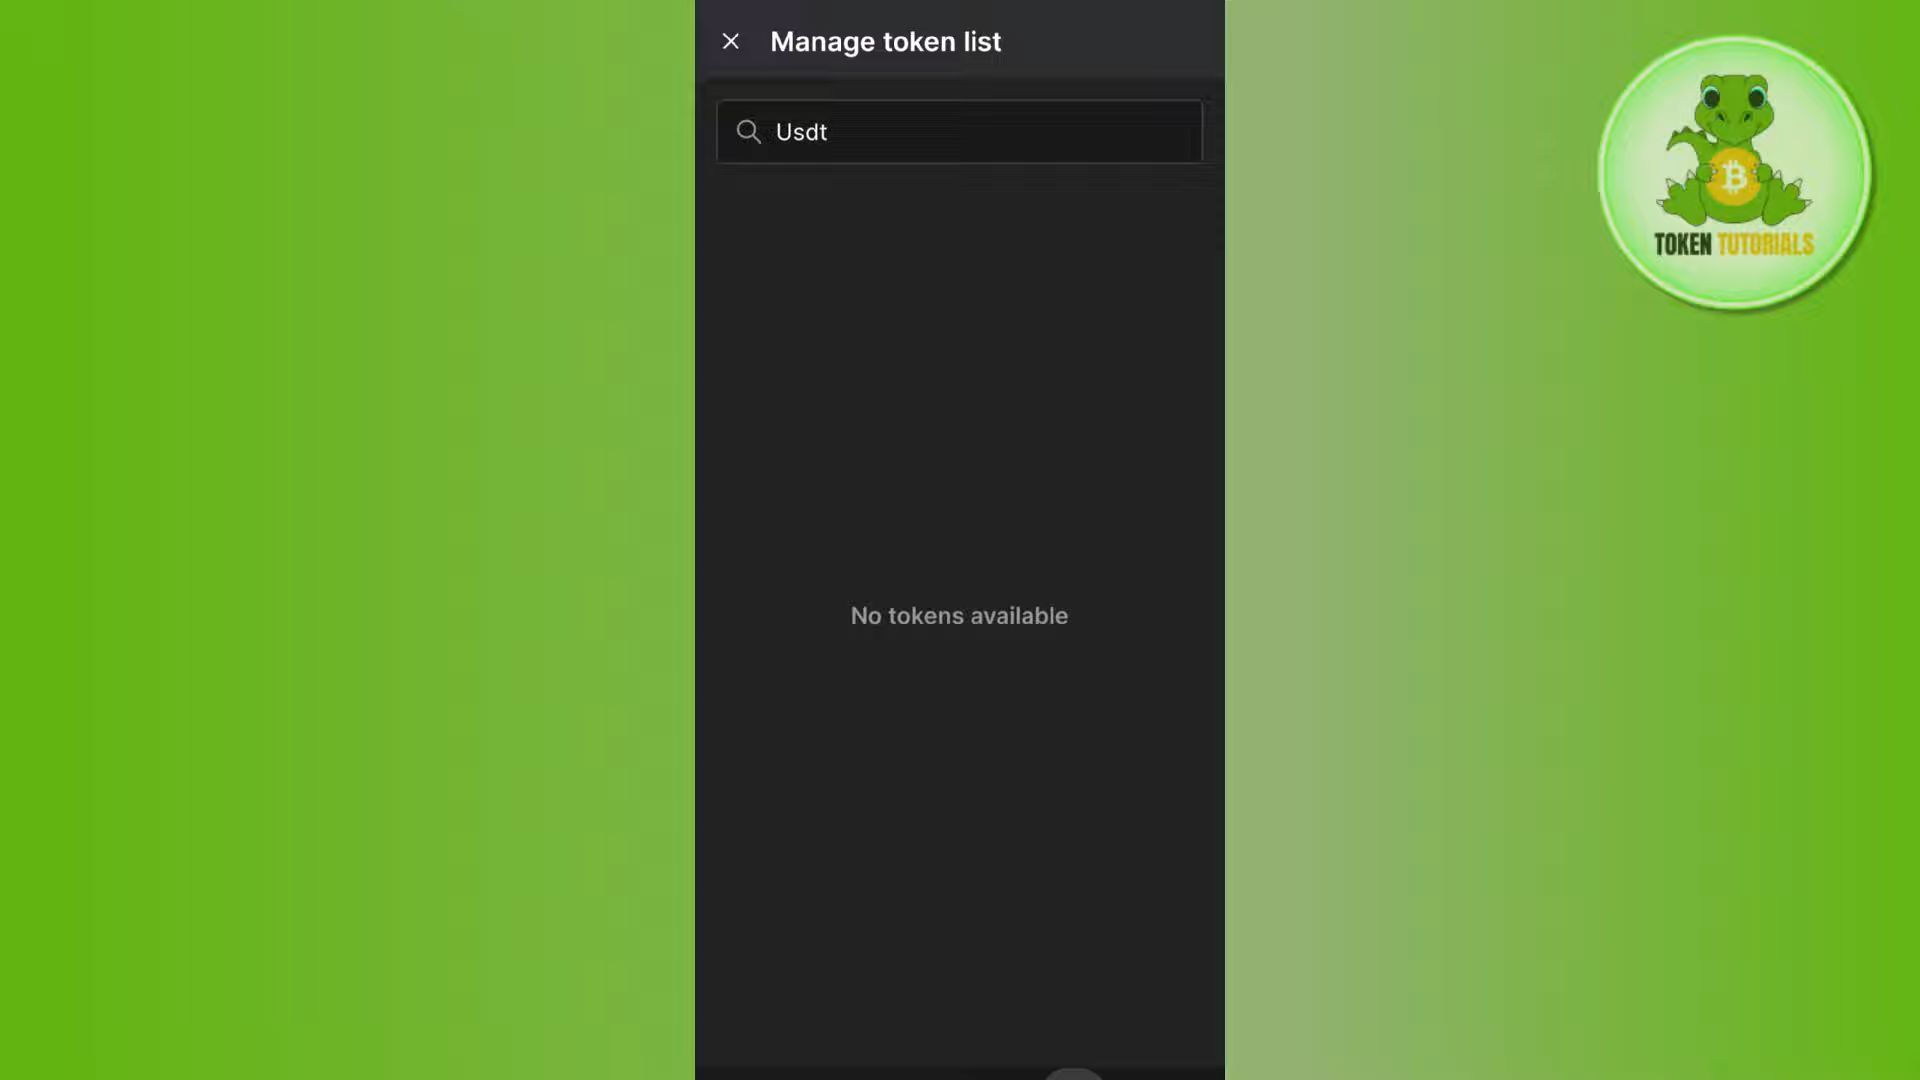 Manage token list
Usdt
No tokens available
TOKEN TUTORIALS